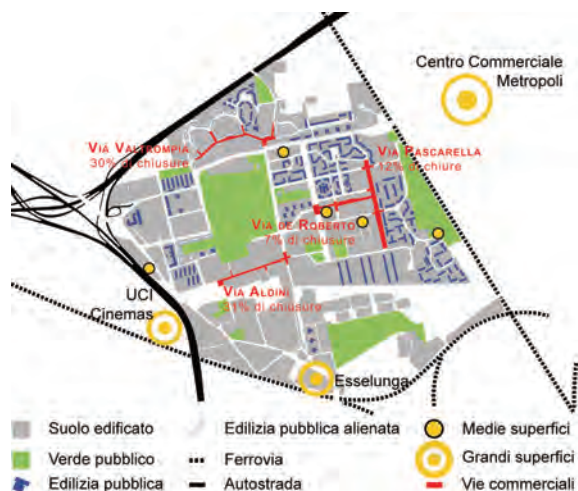 Centro Commerciale
Metropoli
VIA VALTROMPIA
30% di chiusure
VIA PASCARELLA
12% di chiure
VIA DE ROBERTO
7% di chiusure
VIA ALDINI
31% di chiusure
UCI
Cinemas
Esselunga
Suolo edificato
Edilizia pubblica alienata
Medie superfici
Verde pubblico
Ferrovia
Grandi superfici
Edilizia pubblica
Autostrada
Vie commerciali